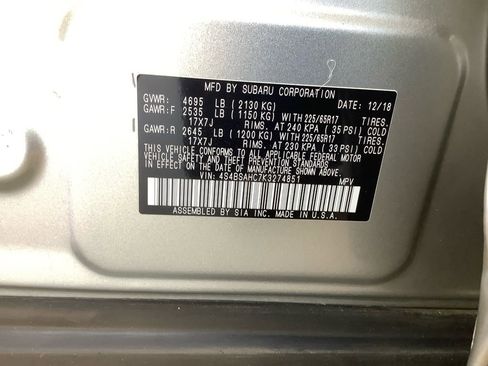 MFD BY SUBARU CORPORATION
GVWR: 4695 LB ( 2130 KG) DATE: 12/18
GAWR:F 2535 LB ( 1150 KG) WITH 225/65R17 TIRES.
17X7J RIMS. AT 240 KPA ( 35 PSI) COLD.
GAWR:R 2645 LB ( 1200 KG) WITH 225/65R17 TIRES.
17X7J RIMS. AT 230 KPA ( 33 PSI) COLD.
THIS VEHICLE CONFORMS TO ALL APPLICABLE FEDERAL MOTOR
VEHICLE SAFETY AND THEFT PREVENTION STANDARDS
IN EFFECT ON THE DATE OF MANUFACTURE SHOWN ABOVE.
VIN: 4S4BSAHC7K3274851 MPV
ASSEMBLED BY SIA INC. MADE IN U.S.A.